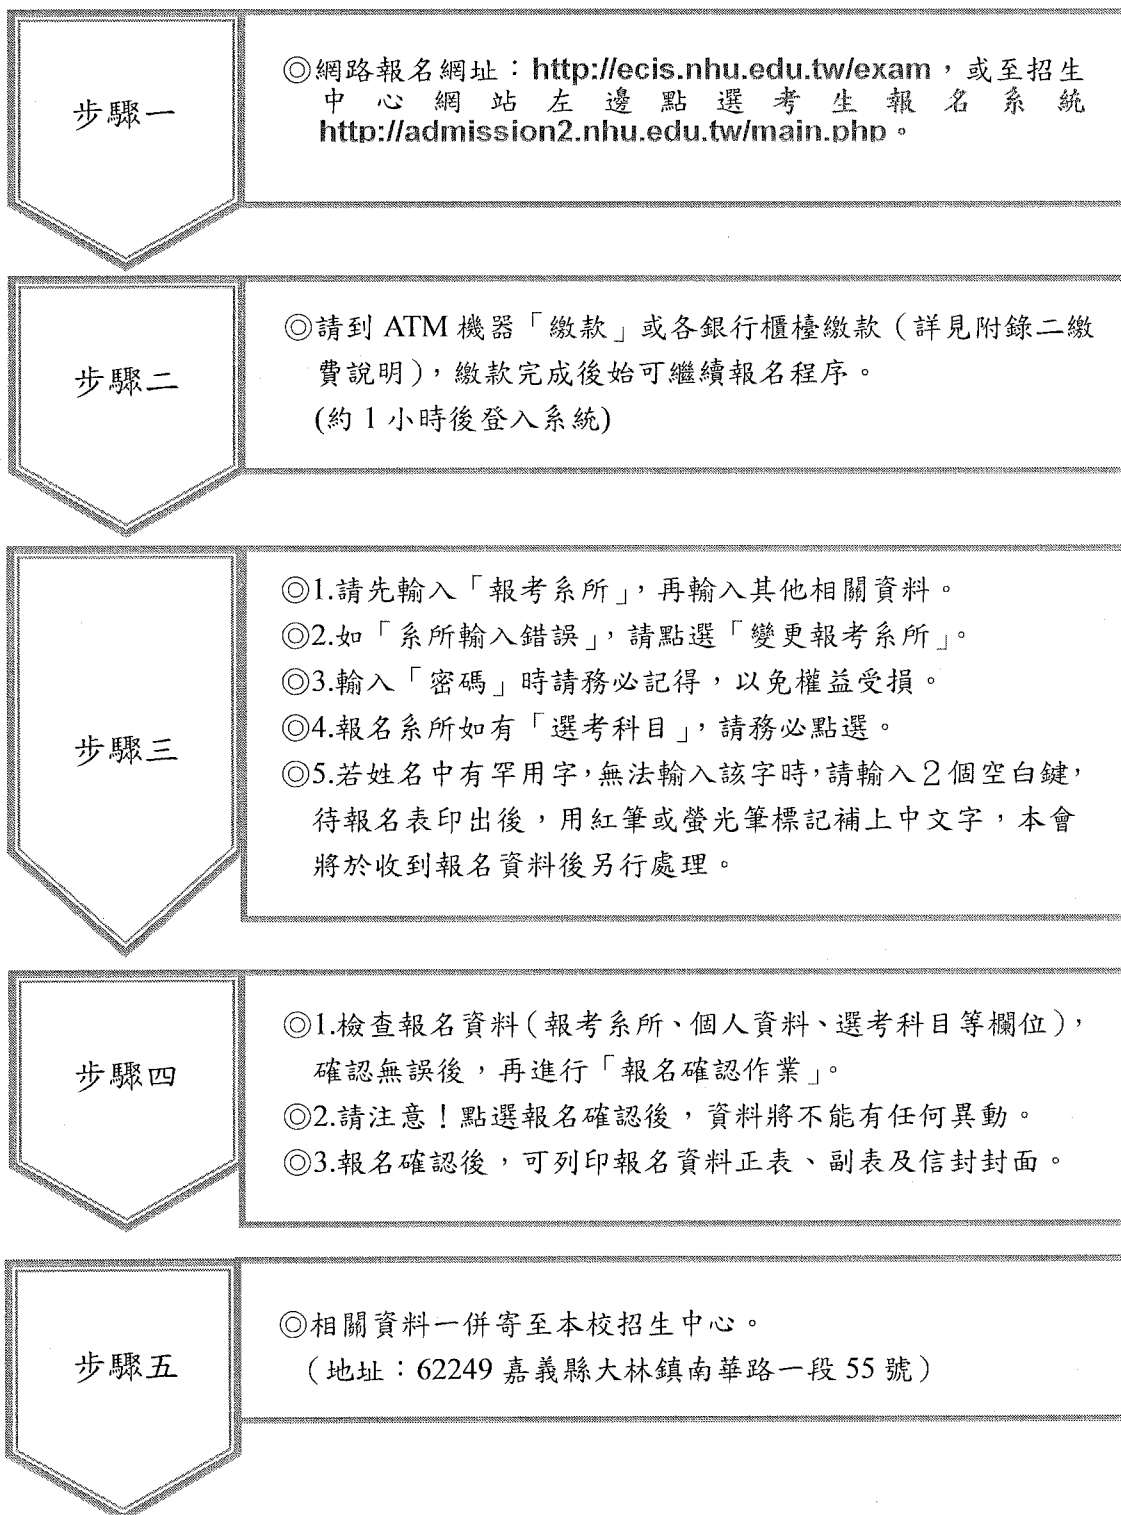 步驟一
◎網路報名網址：http://ecis.nhu.edu.tw/exam，或至招生
中心網站左邊點選考生報名系統
http://admission2.nhu.edu.tw/main.php。
步驟二
◎請到 ATM 機器「繳款」或各銀行櫃檯繳款（詳見附錄二繳
費說明），繳款完成後始可繼續報名程序。
(約 1 小時後登入系統)
步驟三
◎1.請先輸入「報考系所」，再輸入其他相關資料。
◎2.如「系所輸入錯誤」，請點選「變更報考系所」。
◎3.輸入「密碼」時請務必記得，以免權益受損。
◎4.報名系所如有「選考科目」，請務必點選。
◎5.若姓名中有罕用字，無法輸入該字時，請輸入２個空白鍵，
待報名表印出後，用紅筆或螢光筆標記補上中文字，本會
將於收到報名資料後另行處理。
步驟四
◎1.檢查報名資料（報考系所、個人資料、選考科目等欄位），
確認無誤後，再進行「報名確認作業」。
◎2.請注意！點選報名確認後，資料將不能有任何異動。
◎3.報名確認後，可列印報名資料正表、副表及信封封面。
步驟五
◎相關資料一併寄至本校招生中心。
（地址：62249 嘉義縣大林鎮南華路一段 55 號）